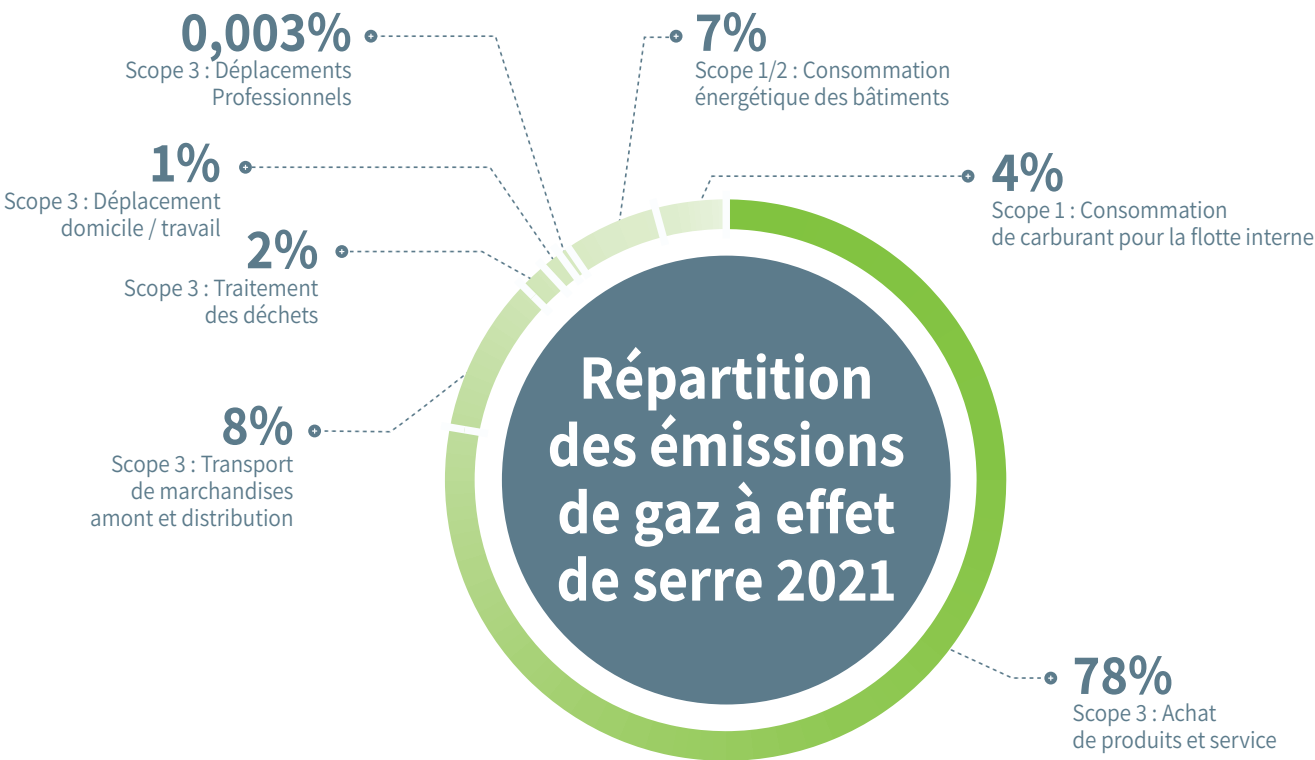 0,003%
Scope 3 : Déplacements
Professionnels
7%
Scope 1/2 : Consommation
énergétique des bâtiments
1%
Scope 3 : Déplacement
domicile / travail
4%
Scope 1 : Consommation
de carburant pour la flotte interne
2%
Scope 3 : Traitement
des déchets
8%
Scope 3 : Transport
de marchandises
amont et distribution
Répartition
des émissions
de gaz à effet
de serre 2021
78%
Scope 3 : Achat
de produits et service